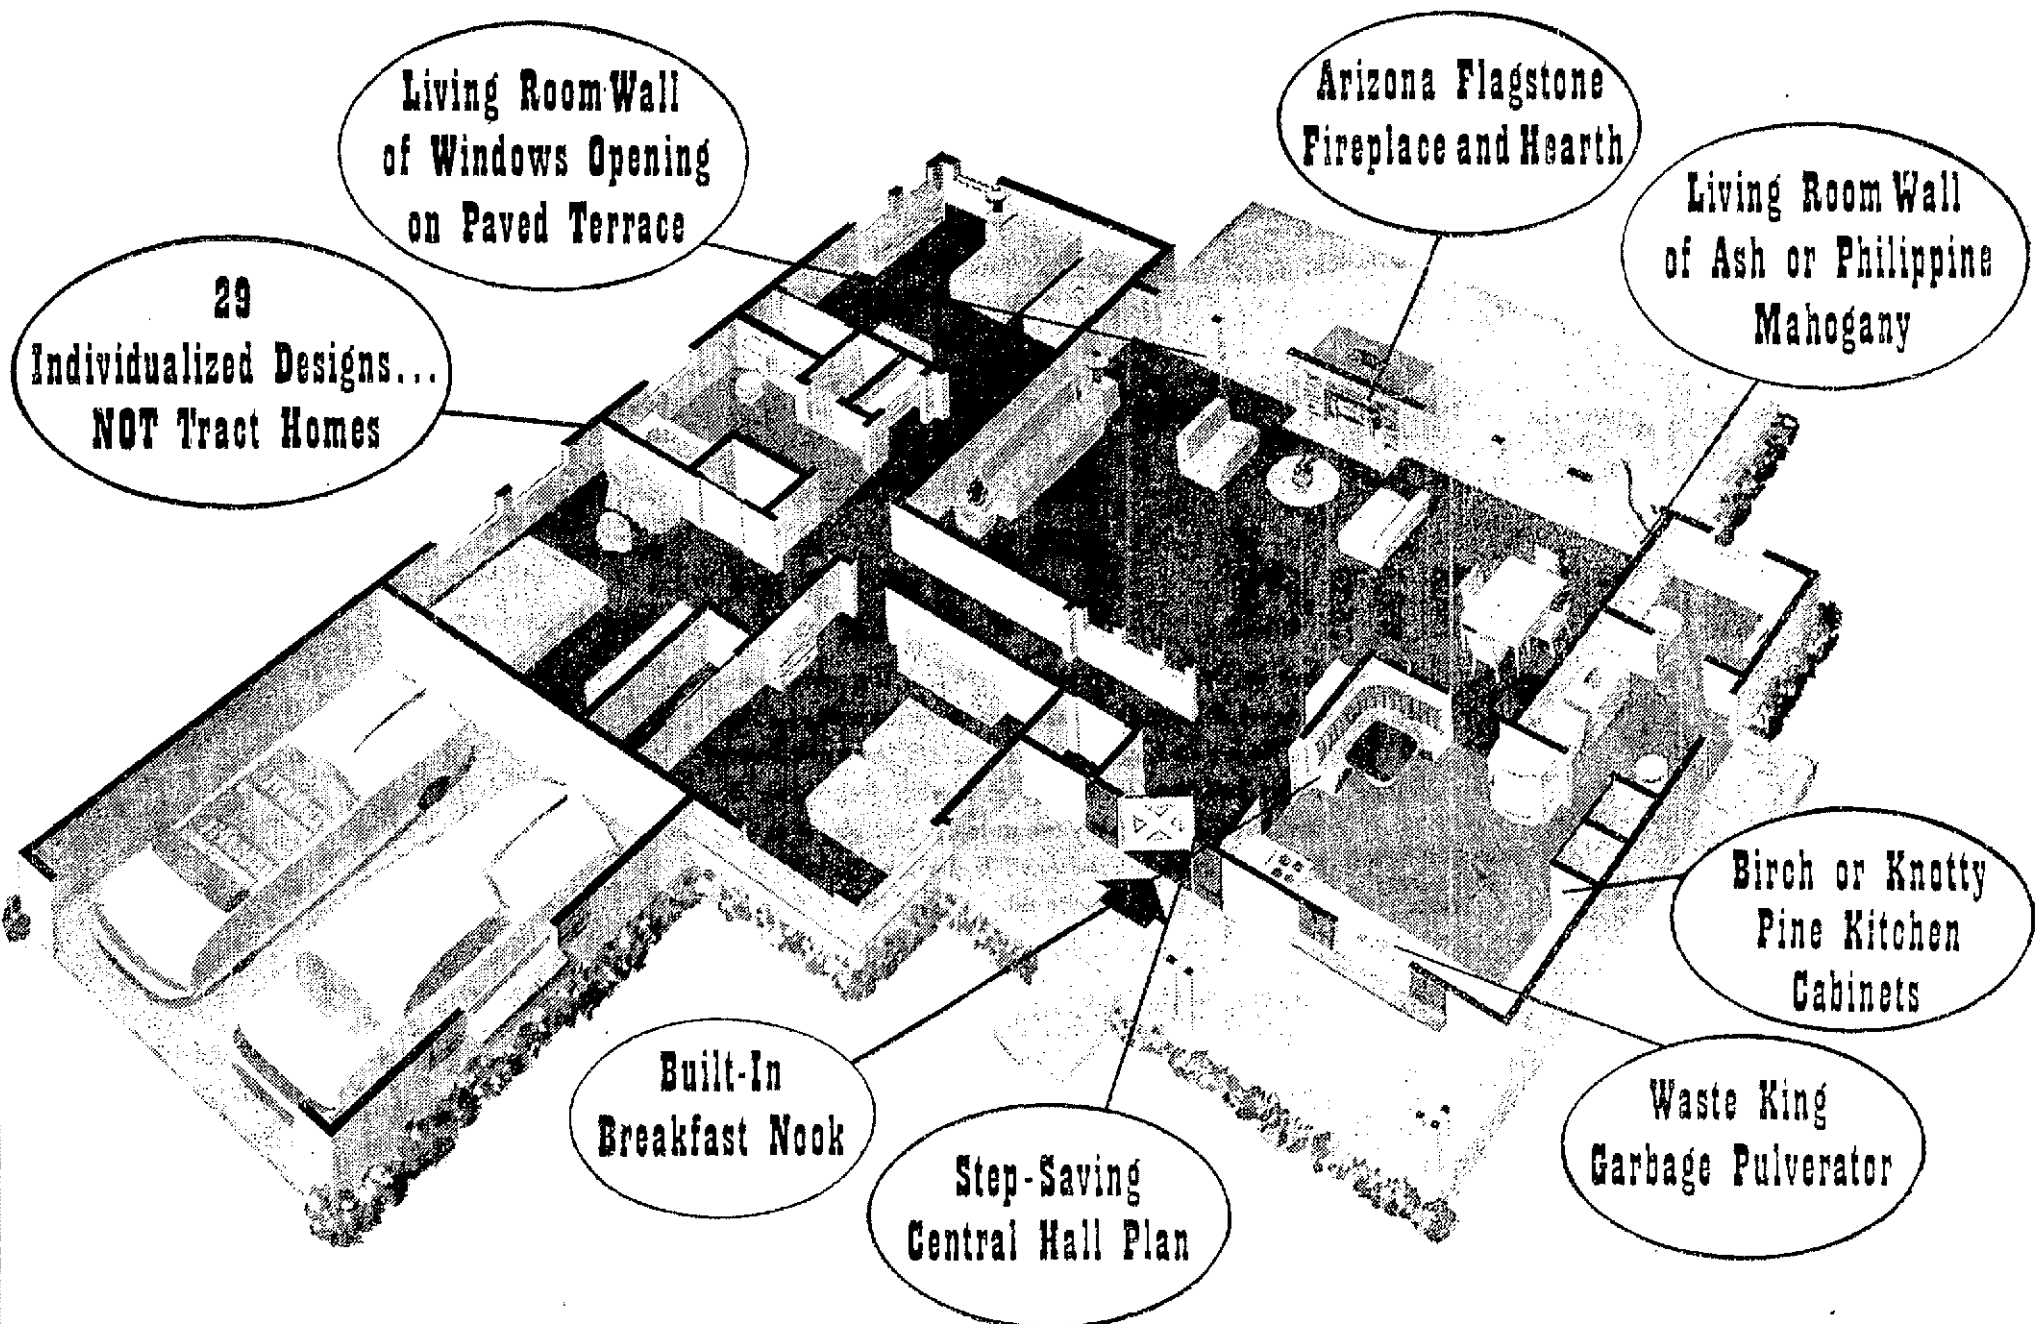 Living Room Wall
of Windows Opening
on Paved Terrace
Arizona Flagstone
Fireplace and Hearth
Living Room Wall
of Ash or Philippine
Mahogany
29
Individualized Designs...
NOT Tract Homes
Birch or Knotty
Pine Kitchen
Cabinets
Built-In
Breakfast Nook
Step-Saving
Central Hall Plan
Waste King
Garbage Pulverator